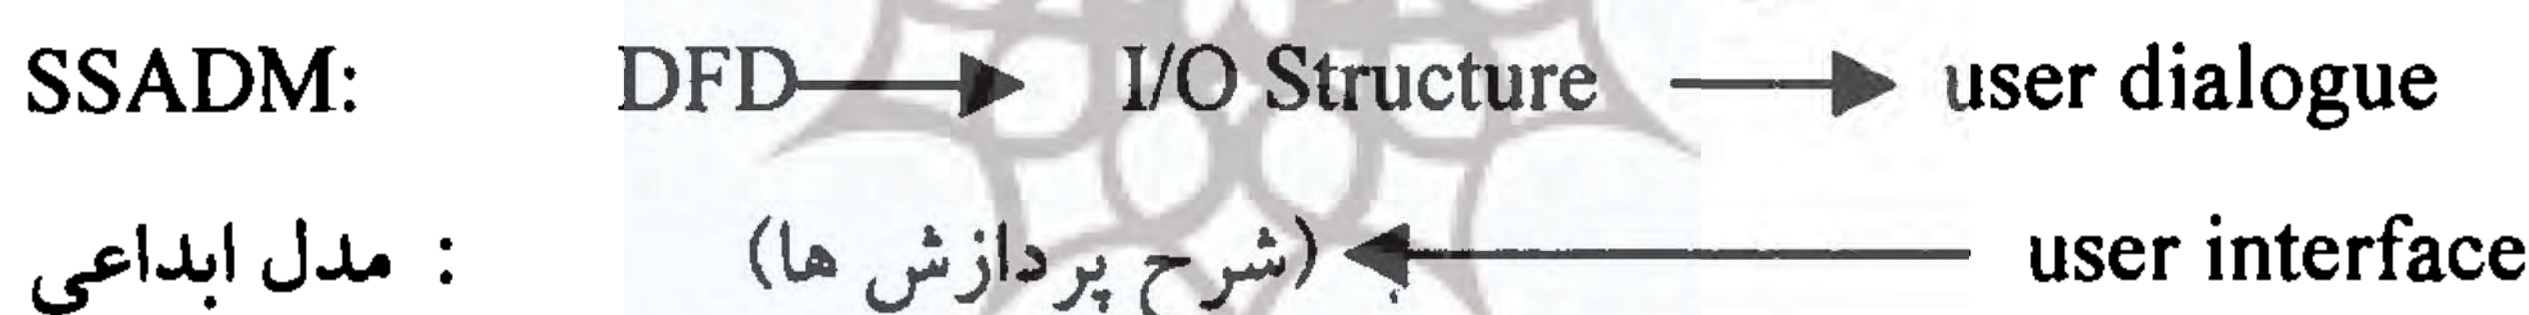 SSADM: DFD → I/O Structure → user dialogue
مدل ابداعی : (شرح پردازش ها) ← user interface